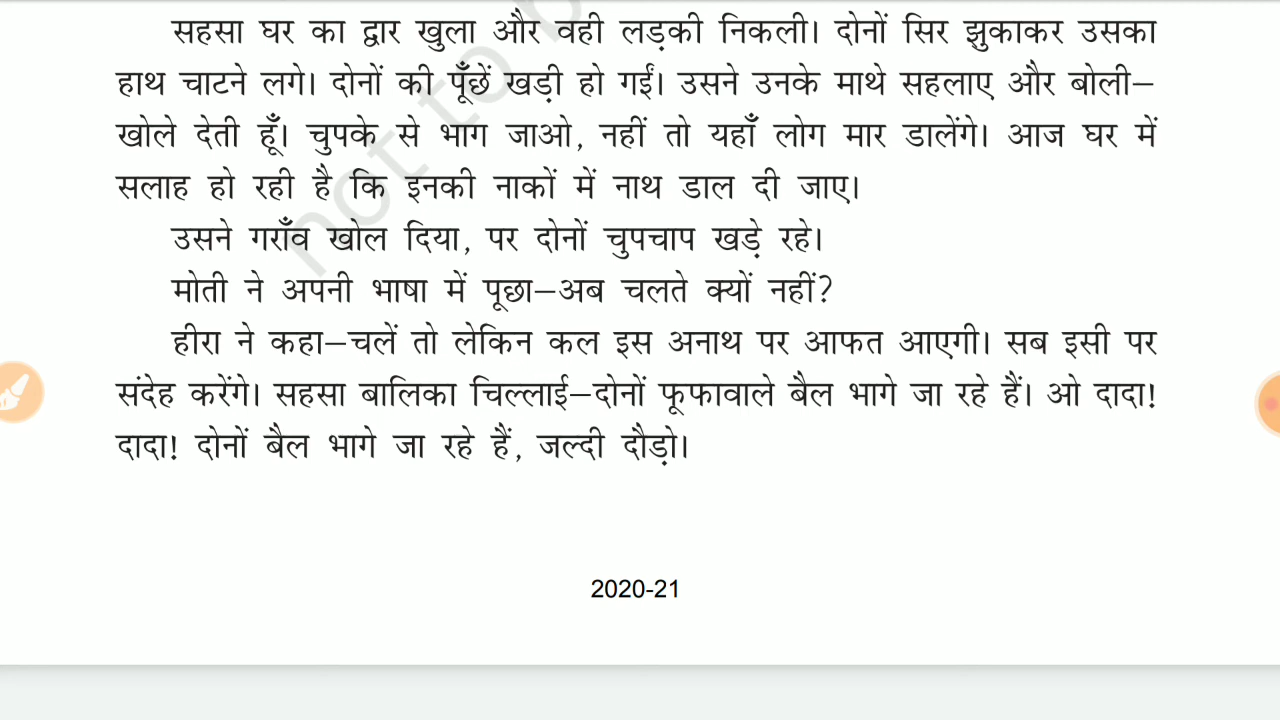 सहसा घर का द्वार खुला और वही लड़की निकली। दोनों सिर झुकाकर उसका
हाथ चाटने लगे। दोनों की पूँछें खड़ी हो गईं। उसने उनके माथे सहलाए और बोली–
खोले देती हूँ। चुपके से भाग जाओ, नहीं तो यहाँ लोग मार डालेंगे। आज घर में
सलाह हो रही है कि इनकी नाकों में नाथ डाल दी जाए।
उसने गराँव खोल दिया, पर दोनों चुपचाप खड़े रहे।
मोती ने अपनी भाषा में पूछा–अब चलते क्यों नहीं?
हीरा ने कहा–चलें तो लेकिन कल इस अनाथ पर आफत आएगी। सब इसी पर
संदेह करेंगे। सहसा बालिका चिल्लाई–दोनों फूफावाले बैल भागे जा रहे हैं। ओ दादा!
दादा! दोनों बैल भागे जा रहे हैं, जल्दी दौड़ो।
not to b
2020-21